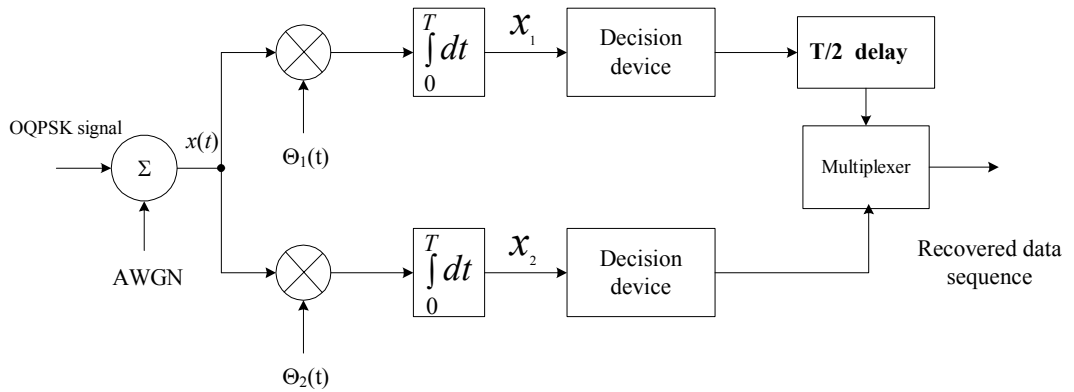 OQPSK signal
Σ
AWGN
x(t)
Θ₁(t)
T
∫ dt
0
x₁
Decision
device
T/2 delay
Multiplexer
Recovered data
sequence
Θ₂(t)
T
∫ dt
0
x₂
Decision
device